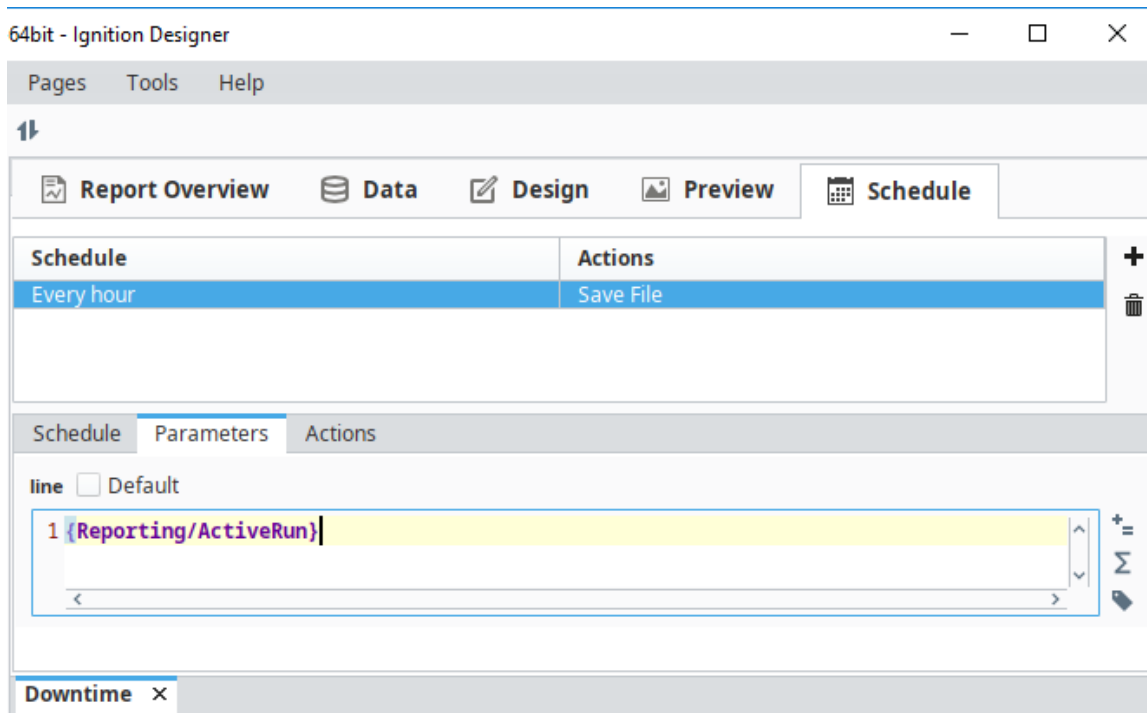 64bit - Ignition Designer
Pages Tools Help
Report Overview Data Design Preview Schedule
Schedule Actions
Every hour Save File
Schedule Parameters Actions
line Default
1 {Reporting/ActiveRun}
Downtime